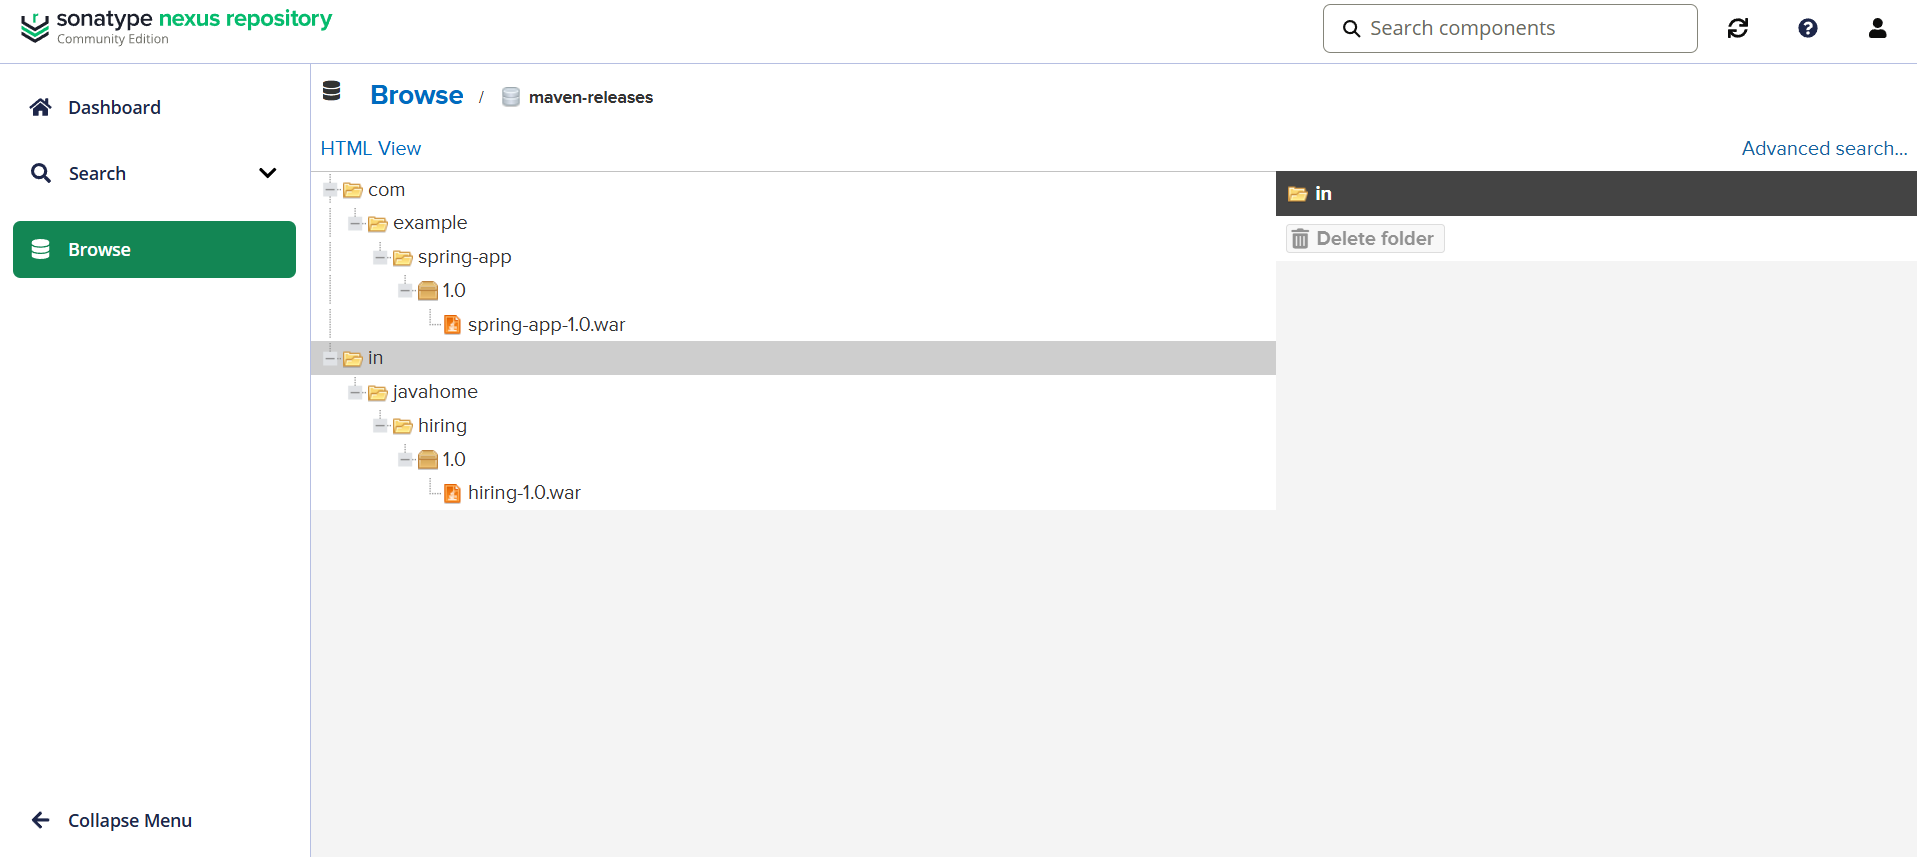 sonatype nexus repository
Community Edition
Search components
Dashboard
Search
Browse
Collapse Menu
Browse / maven-releases
HTML View
Advanced search...
com
example
spring-app
1.0
spring-app-1.0.war
in
javahome
hiring
1.0
hiring-1.0.war
in
Delete folder